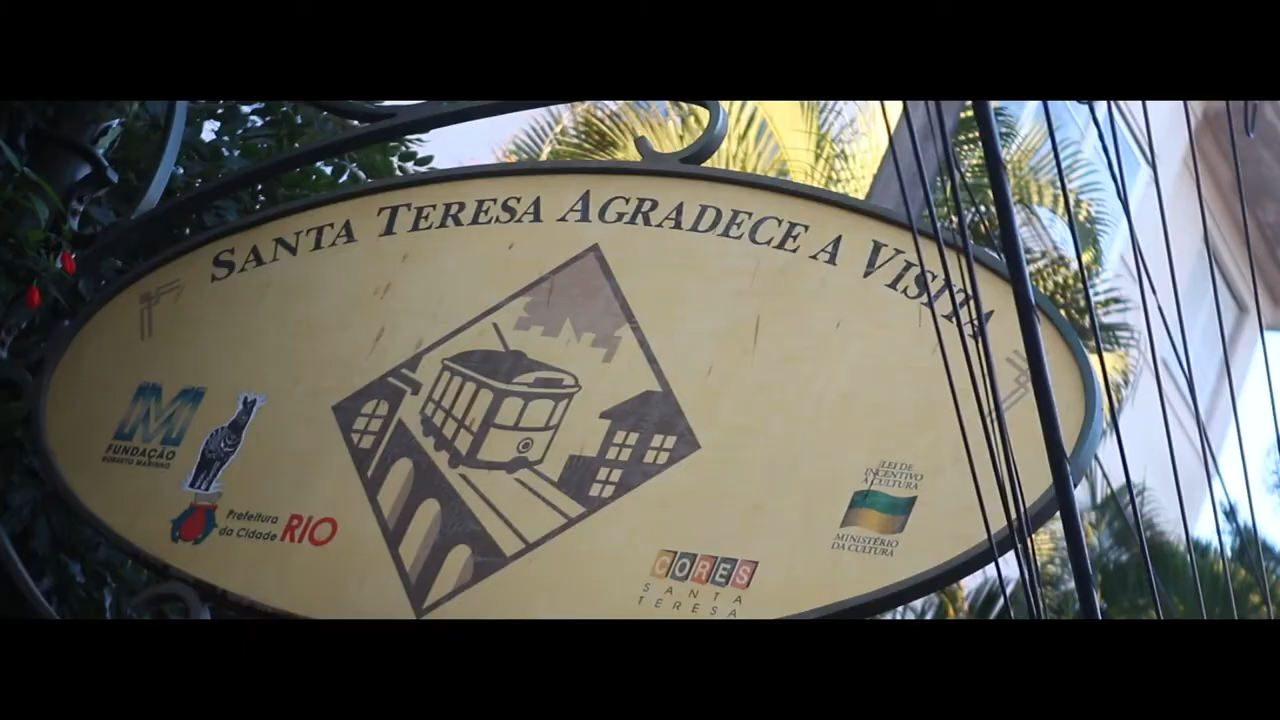 SANTA TERESA AGRADECE A VISITA
FUNDAÇÃO
ROBERTO MARINHO
Prefeitura
da Cidade RIO
LEI DE
INCENTIVO
À CULTURA
MINISTÉRIO
DA CULTURA
CORES
SANTA
TERESA